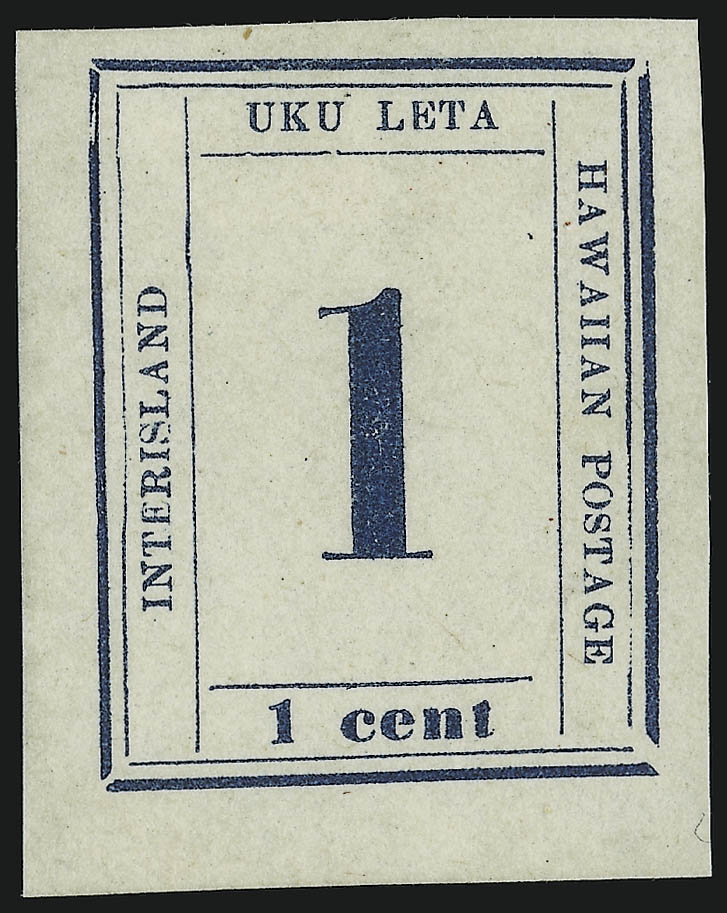 UKU LETA
INTERISLAND
HAWAIIAN POSTAGE
1
1 cent